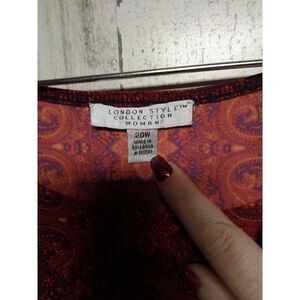 LONDON STYLE™
COLLECTION
WOMAN
20W
MADE IN
SRI LANKA